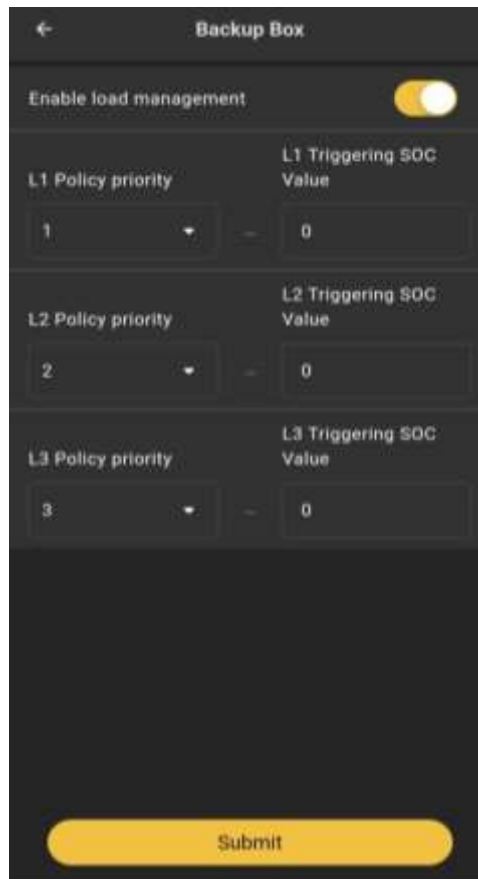 Backup Box
Enable load management
L1 Policy priority
L1 Triggering SOC
Value
1
0
L2 Policy priority
L2 Triggering SOC
Value
2
0
L3 Policy priority
L3 Triggering SOC
Value
3
0
Submit